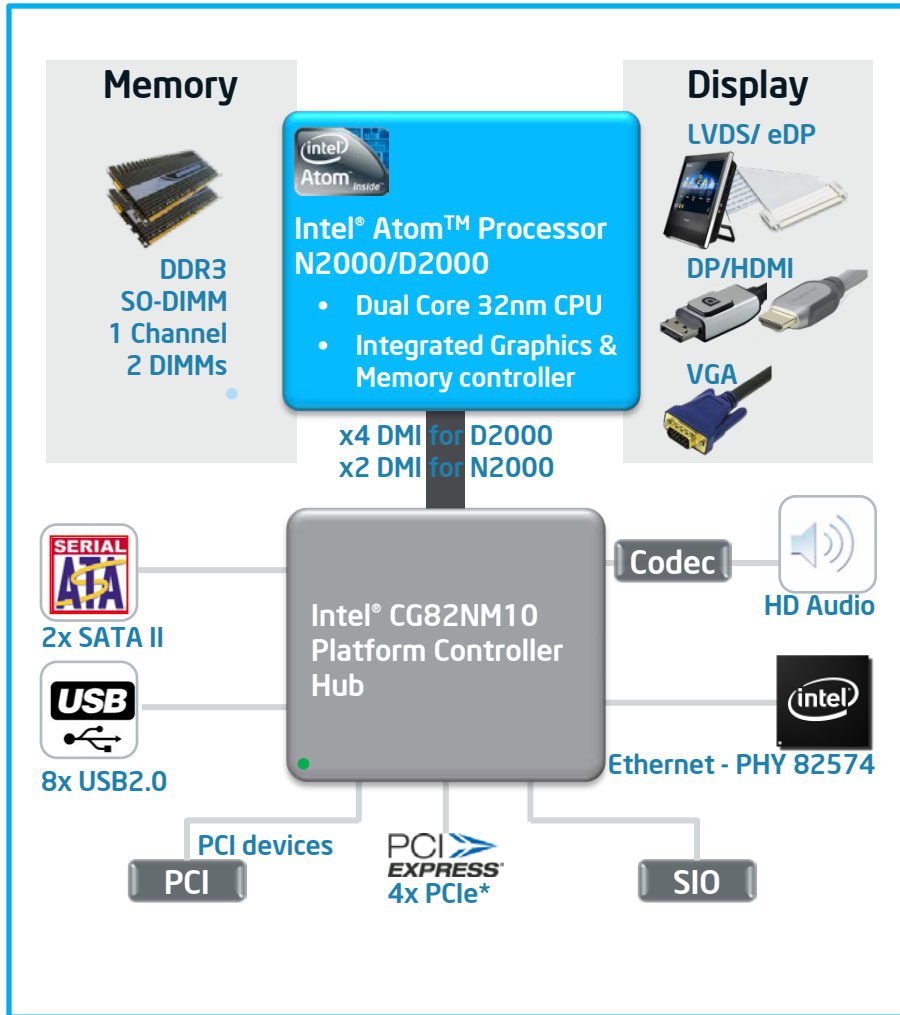 Memory
DDR3
SO-DIMM
1 Channel
2 DIMMs
(intel)
Atom™
inside™
Intel® Atom™ Processor
N2000/D2000
• Dual Core 32nm CPU
• Integrated Graphics &
Memory controller
Display
LVDS/ eDP
DP/HDMI
VGA
x4 DMI for D2000
x2 DMI for N2000
SERIAL
ATA
2x SATA II
USB
8x USB2.0
Intel® CG82NM10
Platform Controller
Hub
Codec
HD Audio
(intel)
Ethernet - PHY 82574
PCI devices
PCI
PCI
EXPRESS®
4x PCIe*
SIO